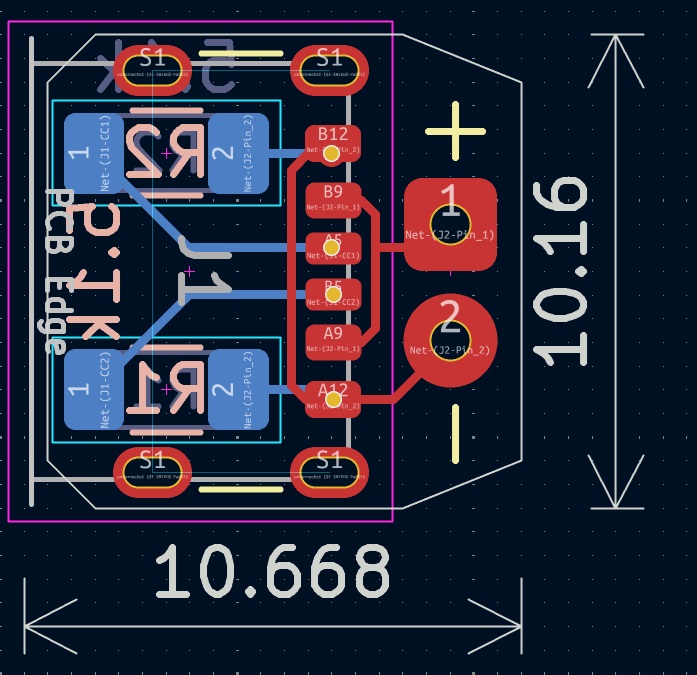 5.1k
S1
S1
R2
1
Net-(J1-CC1)
2
Net-(J2-Pin_2)
B12
Net-(J2-Pin_2)
B9
Net-(J2-Pin_1)
A5
Net-(J1-CC1)
B5
Net-(J1-CC2)
A9
Net-(J2-Pin_1)
A12
Net-(J2-Pin_2)
+
1
Net-(J2-Pin_1)
2
Net-(J2-Pin_2)
-
PCB Edge
5.1k
J1
R1
1
Net-(J1-CC2)
2
Net-(J2-Pin_2)
S1
S1
10.16
10.668